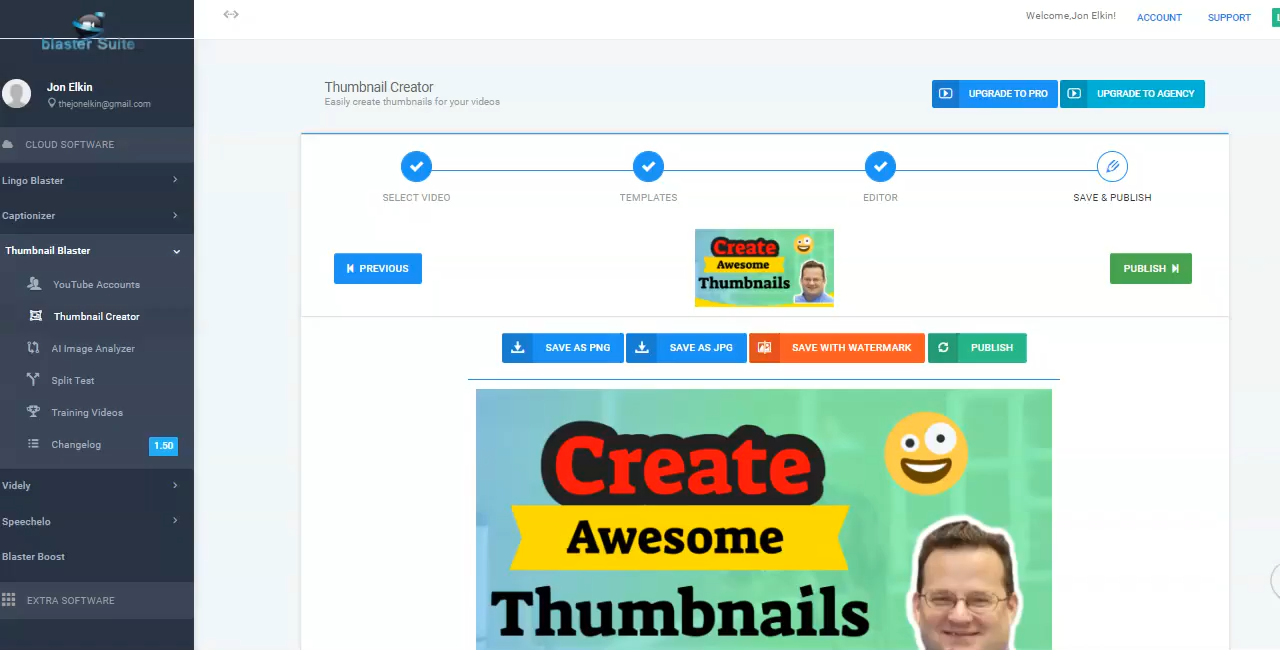 blaster Suite
Welcome,Jon Elkin!
ACCOUNT
SUPPORT
Jon Elkin
thejonelkin@gmail.com
CLOUD SOFTWARE
Lingo Blaster
Captionizer
Thumbnail Blaster
YouTube Accounts
Thumbnail Creator
AI Image Analyzer
Split Test
Training Videos
Changelog
1.50
Videly
Speechelo
Blaster Boost
EXTRA SOFTWARE
Thumbnail Creator
Easily create thumbnails for your videos
UPGRADE TO PRO
UPGRADE TO AGENCY
SELECT VIDEO
TEMPLATES
EDITOR
SAVE & PUBLISH
PREVIOUS
Create
Awesome
Thumbnails
PUBLISH
SAVE AS PNG
SAVE AS JPG
SAVE WITH WATERMARK
PUBLISH
Create
Awesome
Thumbnails